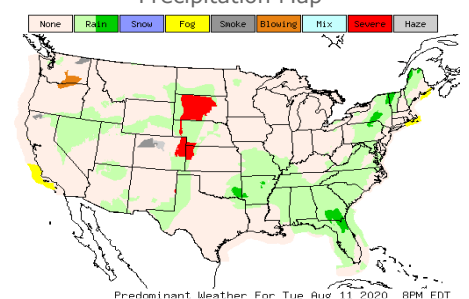 Precipitation Map
None Rain Snow Fog Smoke Blowing Mix Severe Haze
Predominant Weather For Tue Aug 11 2020 8PM EDT